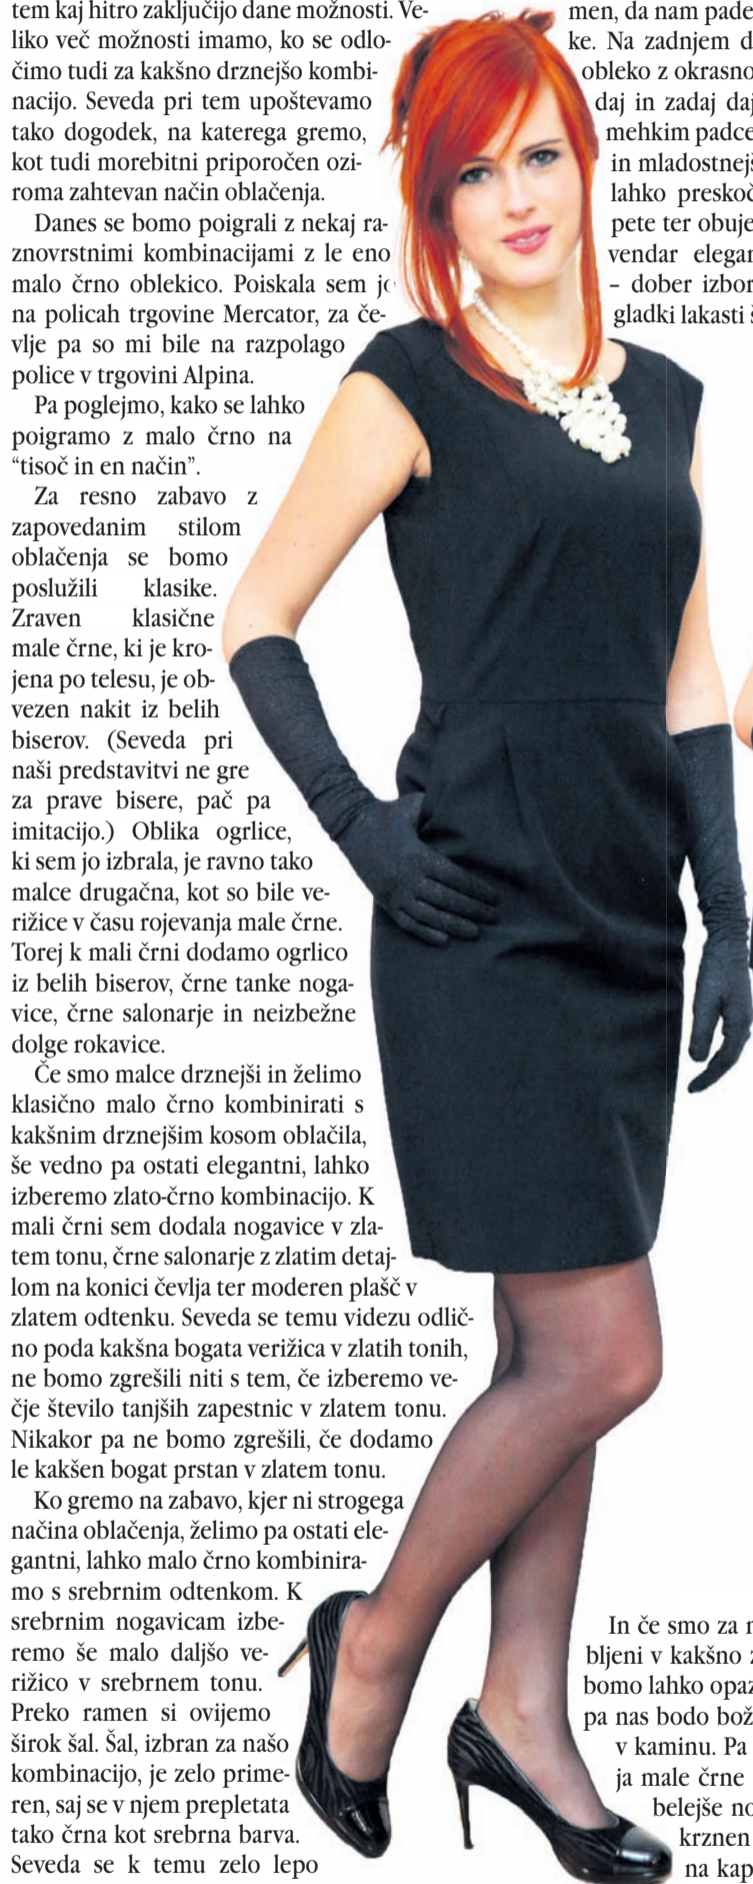 tem kaj hitro zaključijo dane možnosti. Ve-
liko več možnosti imamo, ko se odlo-
čimo tudi za kakšno drznejšo kombi-
nacijo. Seveda pri tem upoštevamo
tako dogodek, na katerega gremo,
kot tudi morebitni priporočen ozi-
roma zahtevan način oblačenja.
Danes se bomo poigrali z nekaj ra-
znovrstnimi kombinacijami z le eno
malo črno oblekico. Poiskala sem jo
na policah trgovine Mercator, za če-
vlje pa so mi bile na razpolago
police v trgovini Alpina.
Pa poglejmo, kako se lahko
poigramo z malo črno na
“tisoč in en način”.
Za resno zabavo z
zapovedanim stilom
oblačenja se bomo
poslužili klasike.
Zraven klasične
male črne, ki je kro-
jena po telesu, je ob-
vezen nakit iz belih
biserov. (Seveda pri
naši predstavitvi ne gre
za prave bisere, pač pa
imitacijo.) Oblika ogrlice,
ki sem jo izbrala, je ravno tako
malce drugačna, kot so bile ve-
rižice v času rojevanja male črne.
Torej k mali črni dodamo ogrlico
iz belih biserov, črne tanke noga-
vice, črne salonarje in neizbežne
dolge rokavice.
Če smo malce drznejši in želimo
klasično malo črno kombinirati s
kakšnim drznejšim kosom oblačila,
še vedno pa ostati elegantni, lahko
izberemo zlato-črno kombinacijo. K
mali črni sem dodala nogavice v zla-
tem tonu, črne salonarje z zlatim detaj-
lom na konici čevlja ter moderen plašč v
zlatem odtenku. Seveda se temu videzu odlič-
no poda kakšna bogata verižica v zlatih tonih,
ne bomo zgrešili niti s tem, če izberemo ve-
čje število tanjših zapestnic v zlatem tonu.
Nikakor pa ne bomo zgrešili, če dodamo
le kakšen bogat prstan v zlatem tonu.
Ko gremo na zabavo, kjer ni strogega
načina oblačenja, želimo pa ostati ele-
gantni, lahko malo črno kombinira-
mo s srebrnim odtenkom. K
srebrnim nogavicam izbe-
remo še malo daljšo ve-
rižico v srebrnem tonu.
Preko ramen si ovijemo
širok šal. Šal, izbran za našo
kombinacijo, je zelo prime-
ren, saj se v njem prepletata
tako črna kot srebrna barva.
Seveda se k temu zelo lepo
men, da nam pade
ke. Na zadnjem
obleko z okrasno
daj in zadaj
mehkim
in
lahko
pete ter
vendar
– dober izbor
gladki lakasti
In če smo za
bljeni v kakšno
bomo lahko
pa nas bodo
v kaminu. Pa
ja male črne
belejše
krznen
na